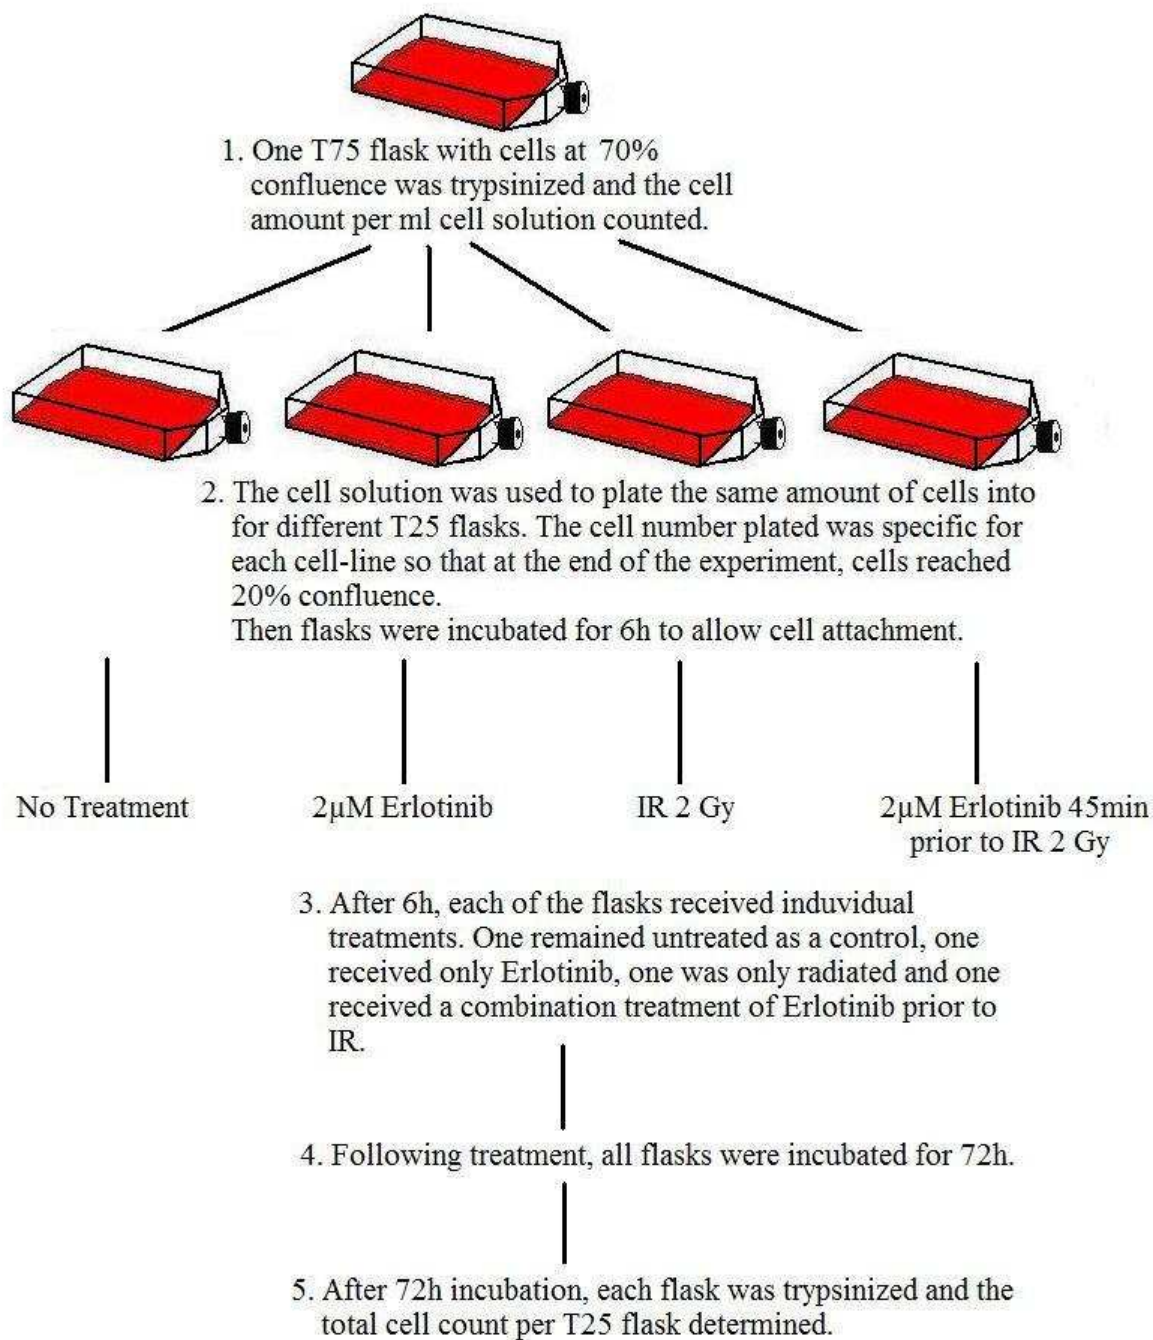 1. One T75 flask with cells at 70%
confluence was trypsinized and the cell
amount per ml cell solution counted.
2. The cell solution was used to plate the same amount of cells into
for different T25 flasks. The cell number plated was specific for
each cell-line so that at the end of the experiment, cells reached
20% confluence.
Then flasks were incubated for 6h to allow cell attachment.
No Treatment
2μM Erlotinib
IR 2 Gy
2μM Erlotinib 45min
prior to IR 2 Gy
3. After 6h, each of the flasks received induvidual
treatments. One remained untreated as a control, one
received only Erlotinib, one was only radiated and one
received a combination treatment of Erlotinib prior to
IR.
4. Following treatment, all flasks were incubated for 72h.
5. After 72h incubation, each flask was trypsinized and the
total cell count per T25 flask determined.